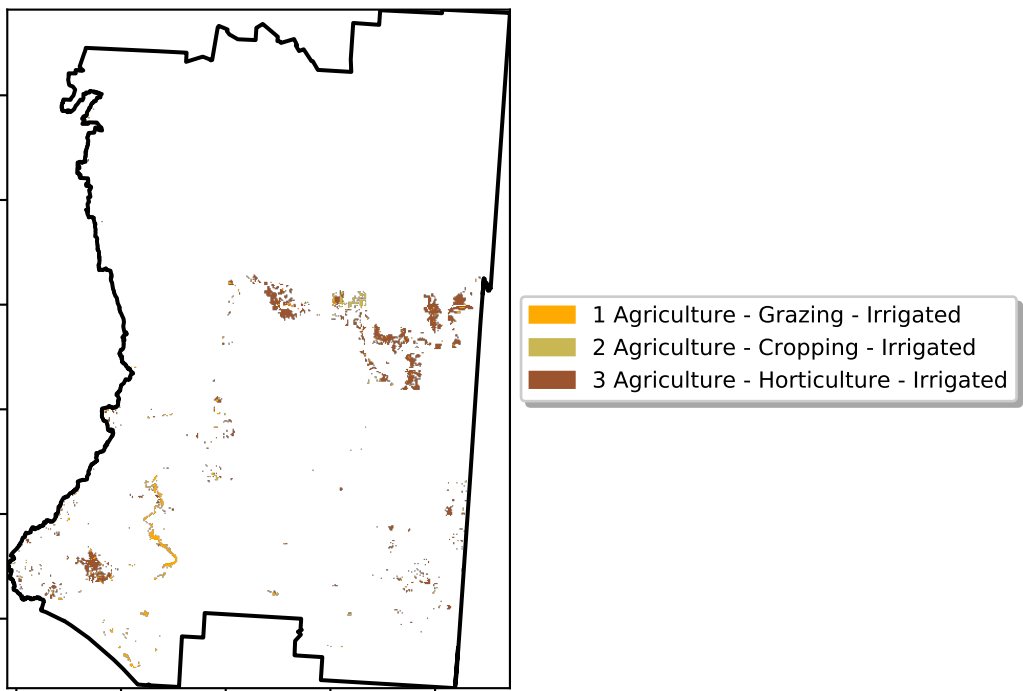 1 Agriculture - Grazing - Irrigated
2 Agriculture - Cropping - Irrigated
3 Agriculture - Horticulture - Irrigated